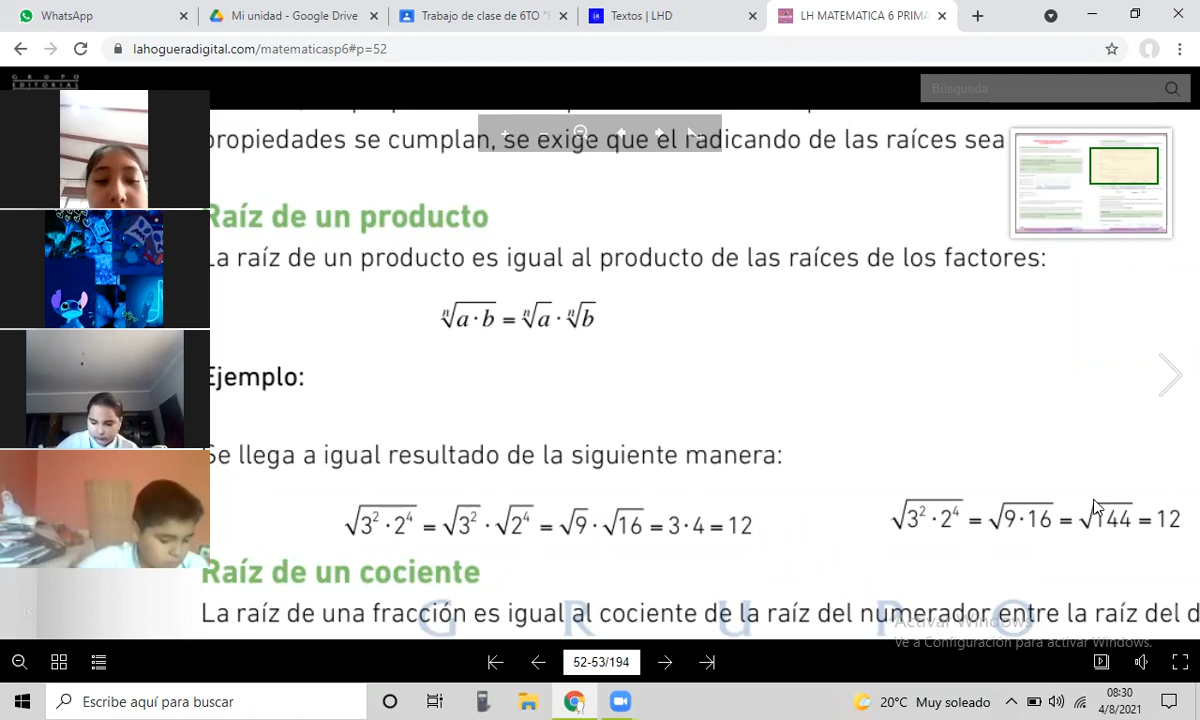 WhatsApp
Mi unidad - Google Drive
Trabajo de clase de 6TO "
Textos | LHD
LH MATEMATICA 6 PRIMA
lahogueradigital.com/matematicasp6#p=52
GRUPO
EDITORIAL
Búsqueda
propiedades se cumplan, se exige que el radicando de las raíces sea
Raíz de un producto
La raíz de un producto es igual al producto de las raíces de los factores:
ⁿ√a · b = ⁿ√a · ⁿ√b
Ejemplo:
Se llega a igual resultado de la siguiente manera:
√3² · 2⁴ = √3² · √2⁴ = √9 · √16 = 3 · 4 = 12
√3² · 2⁴ = √9 · 16 = √144 = 12
Raíz de un cociente
La raíz de una fracción es igual al cociente de la raíz del numerador entre la raíz del d
GRUPO
Activar Windows
Ve a Configuración para activar Windows.
52-53/194
Escribe aquí para buscar
20°C Muy soleado
08:30
4/8/2021